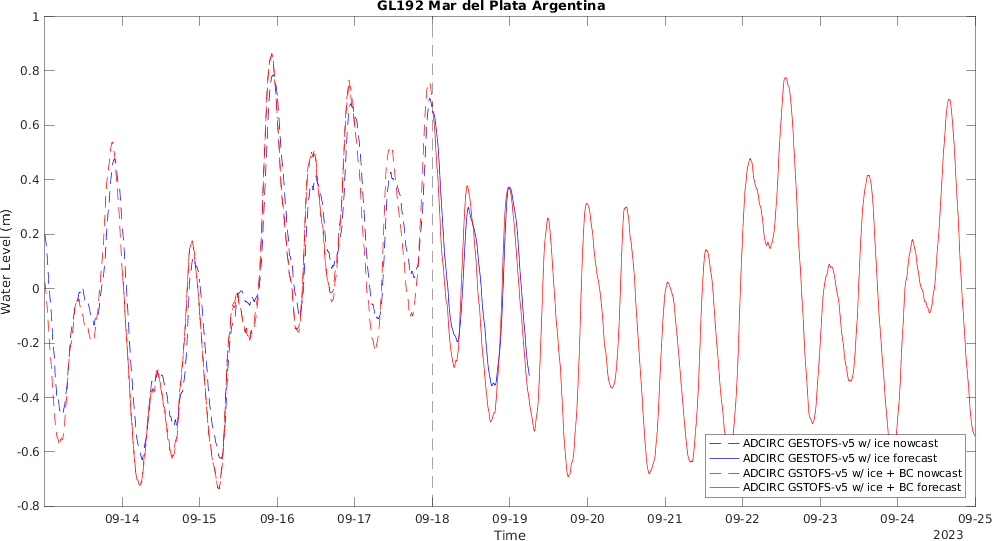 GL192 Mar del Plata Argentina
1
0.8
0.6
0.4
0.2
0
-0.2
-0.4
-0.6
-0.8
Water Level (m)
ADCIRC GESTOFS-v5 w/ ice nowcast
ADCIRC GESTOFS-v5 w/ ice forecast
ADCIRC GSTOFS-v5 w/ ice + BC nowcast
ADCIRC GSTOFS-v5 w/ ice + BC forecast
09-14 09-15 09-16 09-17 09-18 09-19 09-20 09-21 09-22 09-23 09-24 09-25
Time
2023